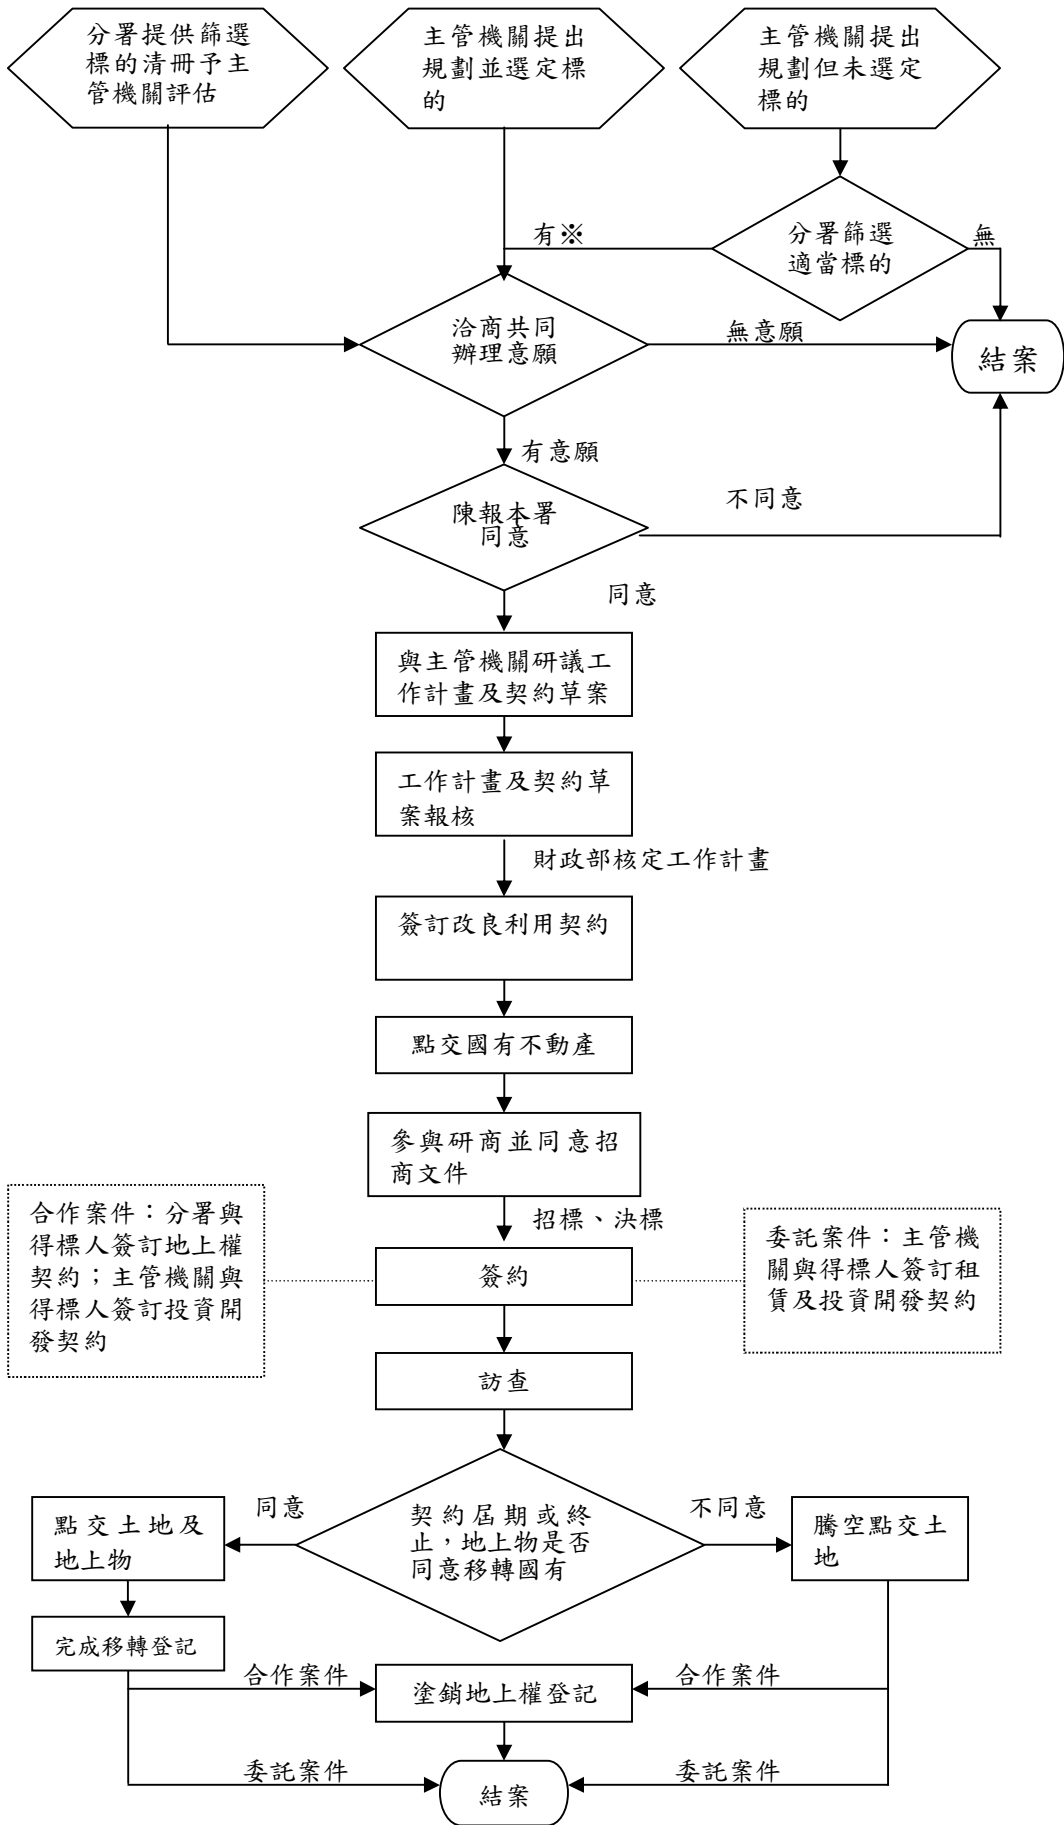 分署提供篩選
標的清冊予主
管機關評估
主管機關提出
規劃並選定標
的
主管機關提出
規劃但未選定
標的
有※
分署篩選
適當標的
無
洽商共同
辦理意願
無意願
結案
有意願
陳報本署
同意
不同意
同意
與主管機關研議工
作計畫及契約草案
工作計畫及契約草
案報核
財政部核定工作計畫
簽訂改良利用契約
點交國有不動產
參與研商並同意招
商文件
招標、決標
合作案件：分署與
得標人簽訂地上權
契約；主管機關與
得標人簽訂投資開
發契約
簽約
委託案件：主管機
關與得標人簽訂租
賃及投資開發契約
訪查
契約屆期或終
止，地上物是否
同意移轉國有
同意
不同意
點交土地及
地上物
騰空點交土
地
完成移轉登記
合作案件
塗銷地上權登記
合作案件
委託案件
結案
委託案件